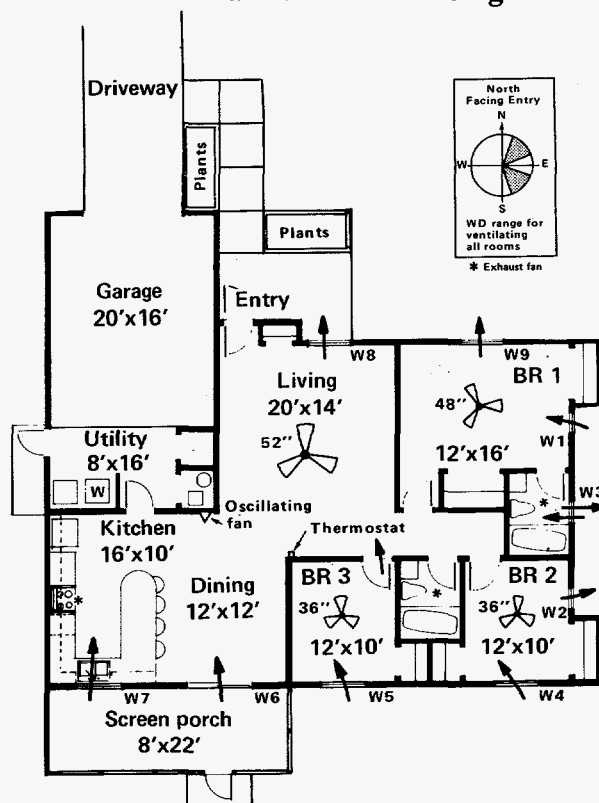 Driveway
Plants
Plants
North
Facing Entry
N
W
E
S
WD range for
ventilating
all rooms
* Exhaust fan
Garage
20'x16'
Entry
W8
W9
Living
20'x14'
52"
BR 1
48"
12'x16'
W1
Utility
8'x16'
W
W3
*
Oscillating
fan
Thermostat
Kitchen
16'x10'
*
Dining
12'x12'
BR 3
36"
12'x10'
*
BR 2
36"
12'x10'
W2
W7
W6
W5
W4
Screen porch
8'x22'